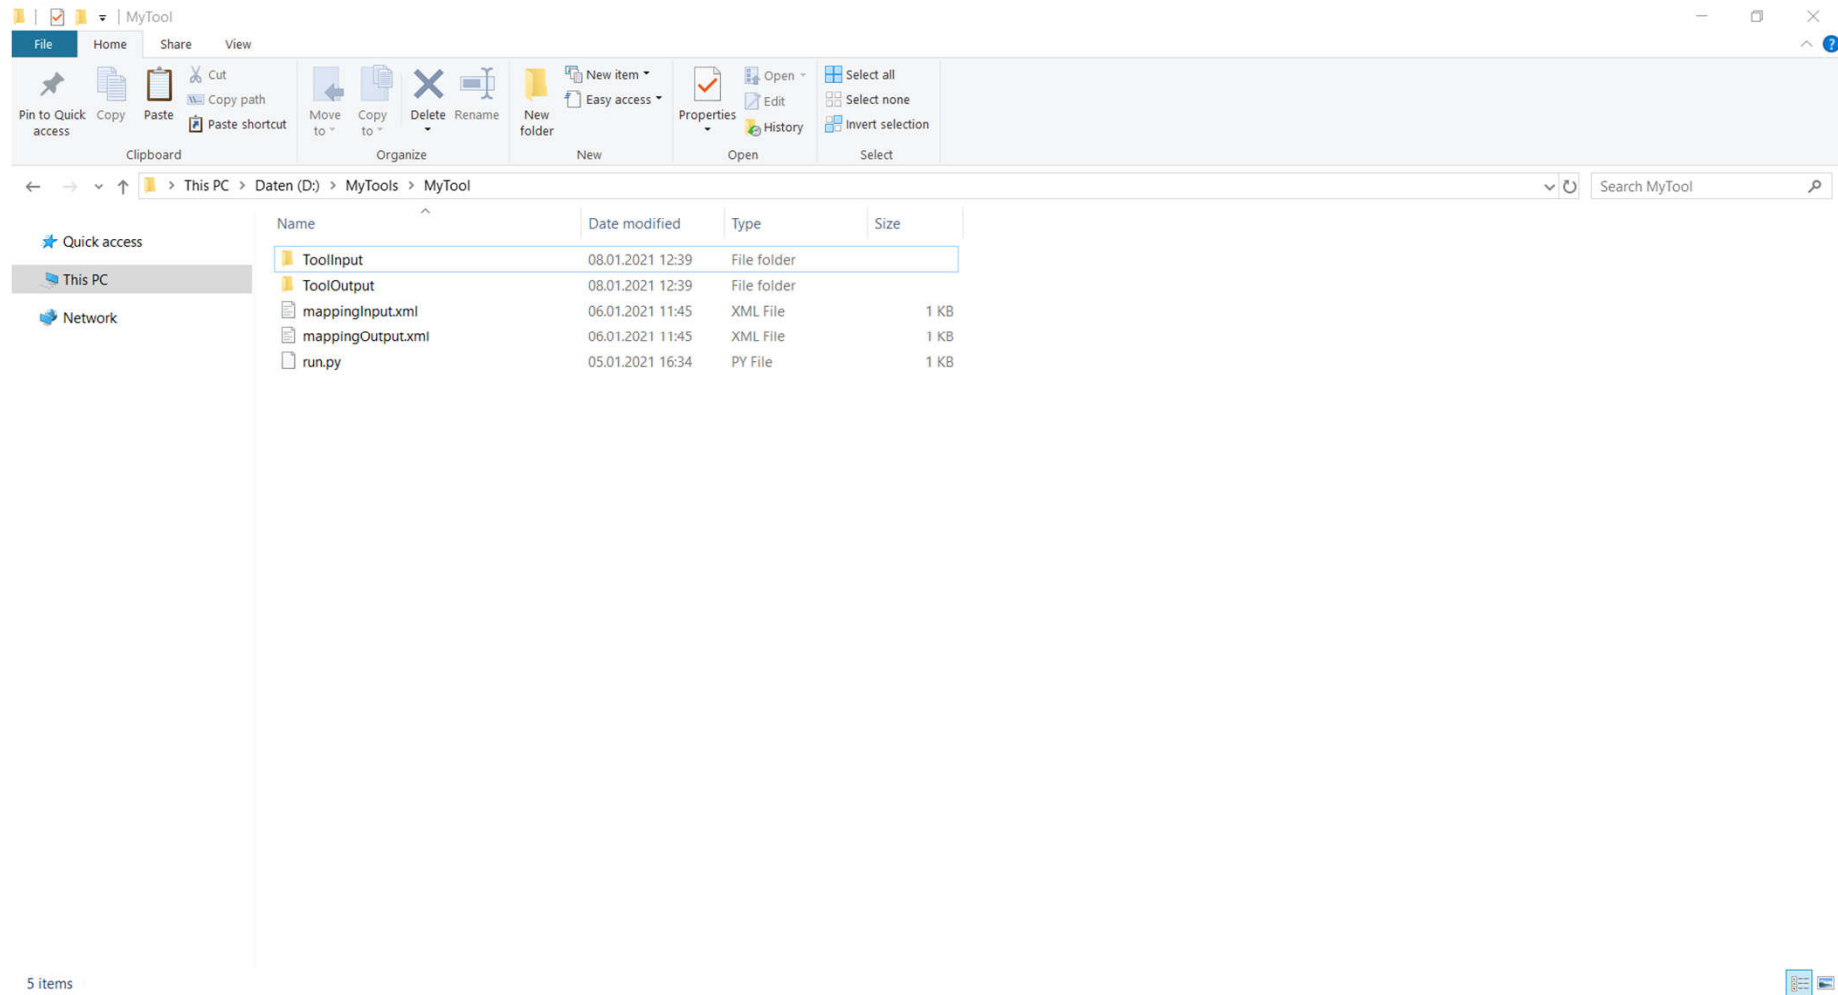 MyTool
File Home Share View
Pin to Quick access
Copy
Paste
Cut
Copy path
Paste shortcut
Clipboard
Move to
Copy to
Delete
Rename
Organize
New folder
New item
Easy access
New
Properties
Open
Edit
History
Open
Select all
Select none
Invert selection
Select
This PC > Daten (D:) > MyTools > MyTool
Search MyTool
Quick access
This PC
Network
Name Date modified Type Size
ToolInput 08.01.2021 12:39 File folder
ToolOutput 08.01.2021 12:39 File folder
mappingInput.xml 06.01.2021 11:45 XML File 1 KB
mappingOutput.xml 06.01.2021 11:45 XML File 1 KB
run.py 05.01.2021 16:34 PY File 1 KB
5 items